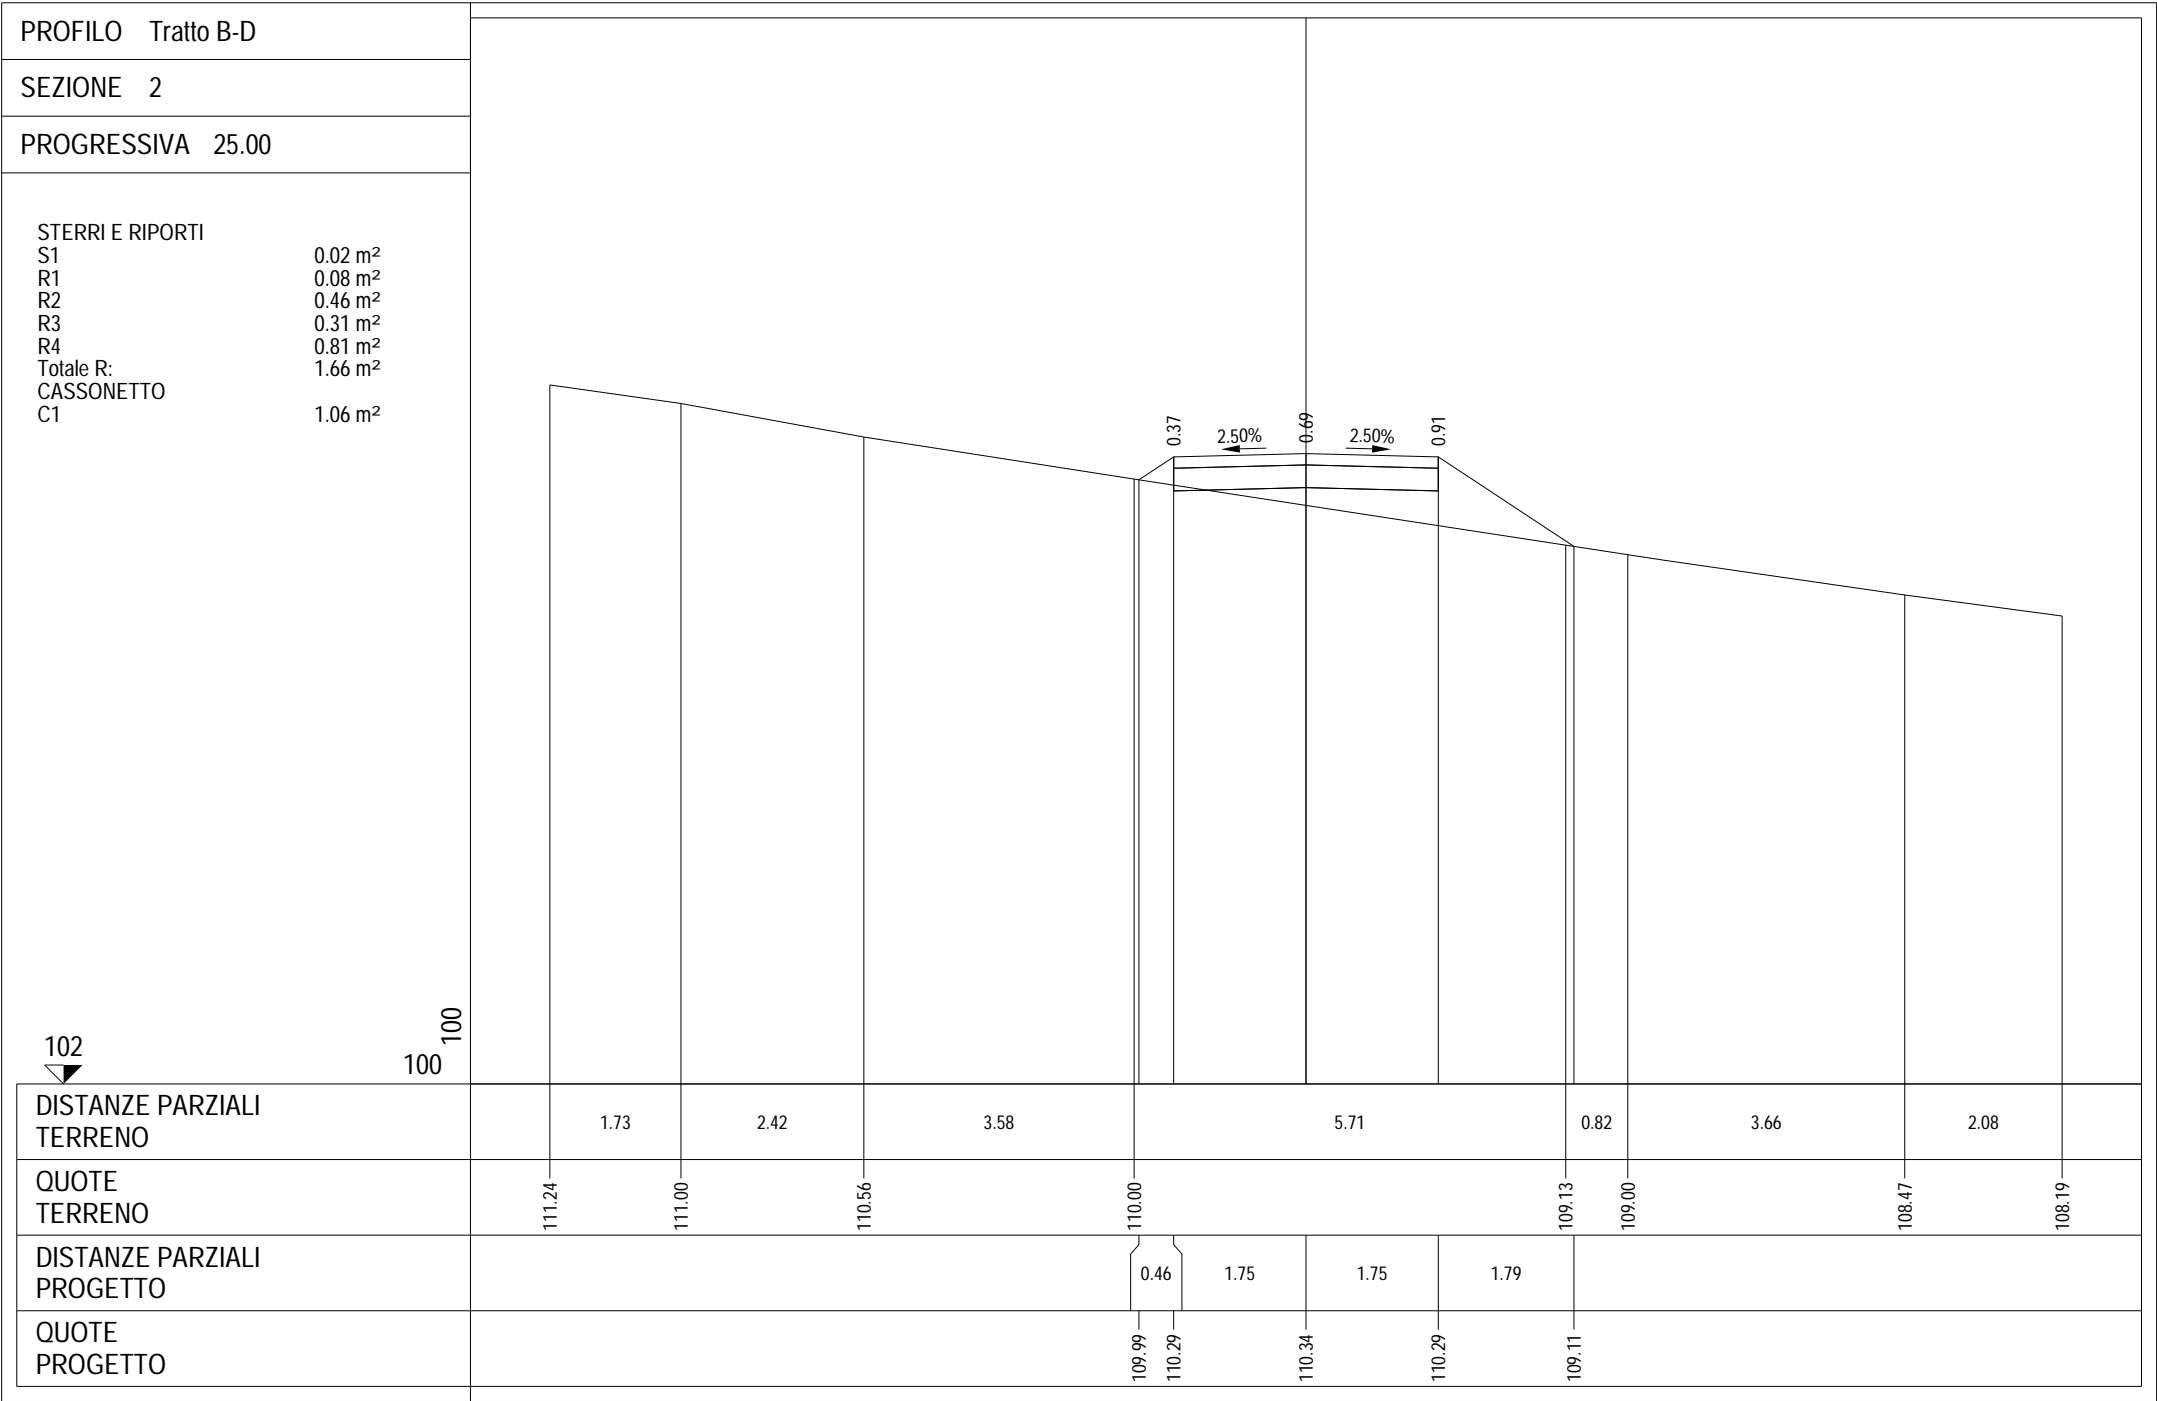 PROFILO Tratto B-D
SEZIONE 2
PROGRESSIVA 25.00
STERRI E RIPORTI
S1 0.02 m²
R1 0.08 m²
R2 0.46 m²
R3 0.31 m²
R4 0.81 m²
Totale R: 1.66 m²
CASSONETTO
C1 1.06 m²
0.37 0.69 0.91
2.50% 2.50%
100
102
100
DISTANZE PARZIALI
TERRENO
1.73 2.42 3.58 5.71 0.82 3.66 2.08
QUOTE
TERRENO
111.24 111.00 110.56 110.00 109.13 109.00 108.47 108.19
DISTANZE PARZIALI
PROGETTO
0.46 1.75 1.75 1.79
QUOTE
PROGETTO
109.99 110.29 110.34 110.29 109.11